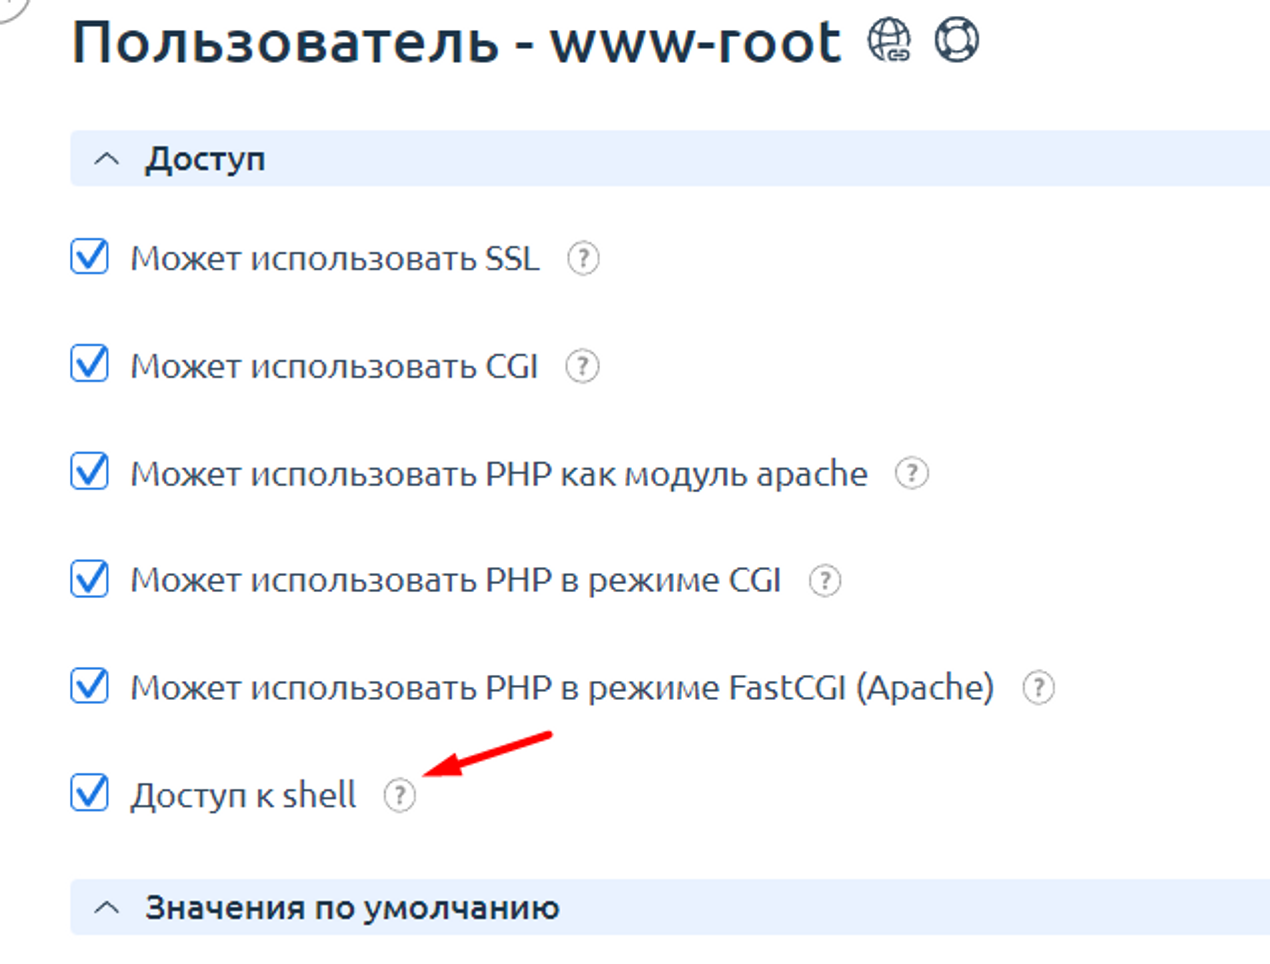 Пользователь - www-root
Доступ
Может использовать SSL ?
Может использовать CGI ?
Может использовать PHP как модуль apache ?
Может использовать PHP в режиме CGI ?
Может использовать PHP в режиме FastCGI (Apache) ?
Доступ к shell ?
Значения по умолчанию